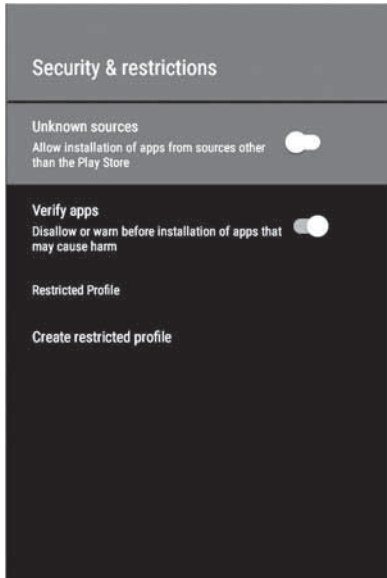 Security & restrictions
Unknown sources
Allow installation of apps from sources other
than the Play Store
Verify apps
Disallow or warn before installation of apps that
may cause harm
Restricted Profile
Create restricted profile